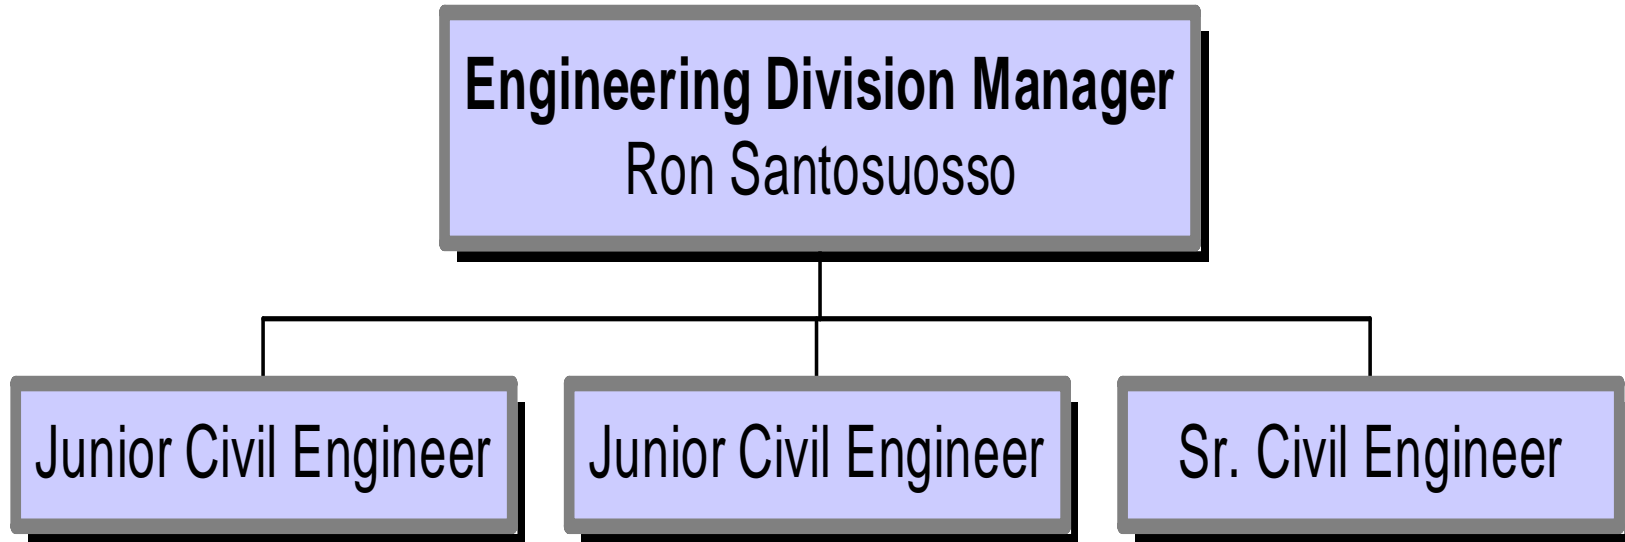 Engineering Division Manager
Ron Santosuosso
Junior Civil Engineer
Junior Civil Engineer
Sr. Civil Engineer